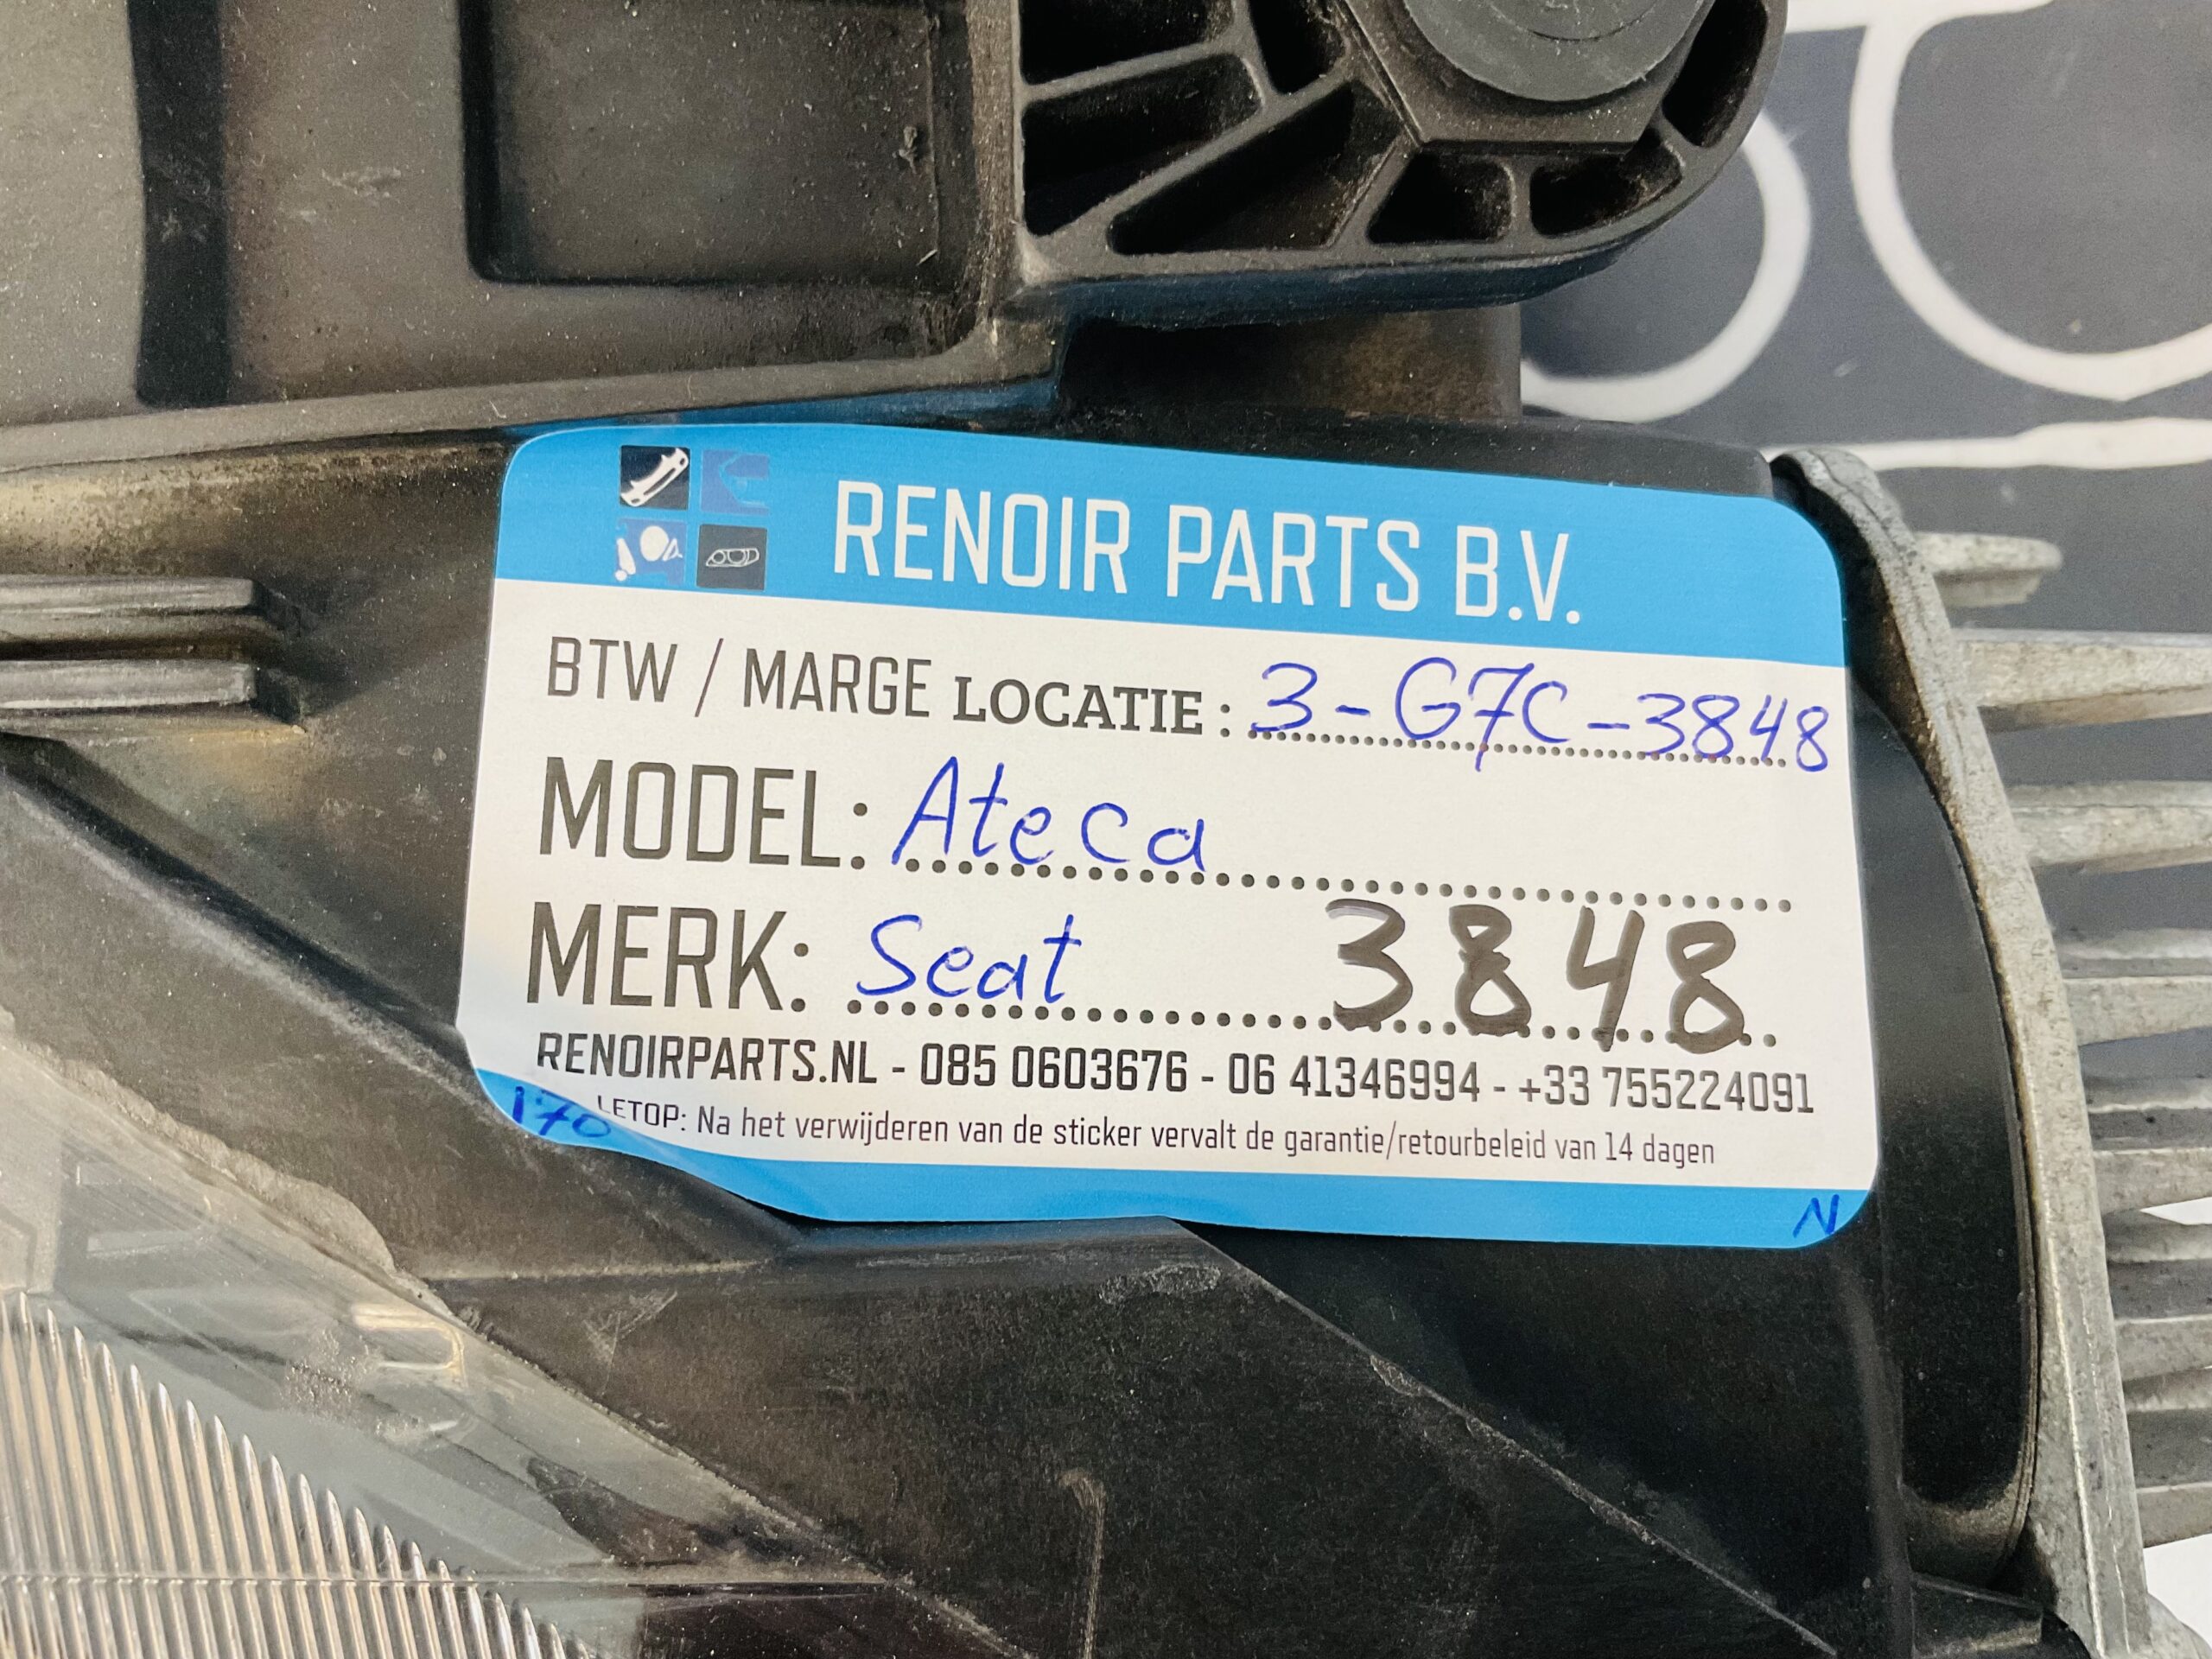 RENOIR PARTS B.V.
BTW / MARGE LOCATIE : 3-G7C-3848
MODEL: Ateca
MERK: Seat 3848
RENOIRPARTS.NL - 085 0603676 - 06 41346994 - +33 755224091
170 LETOP: Na het verwijderen van de sticker vervalt de garantie/retourbeleid van 14 dagen
N